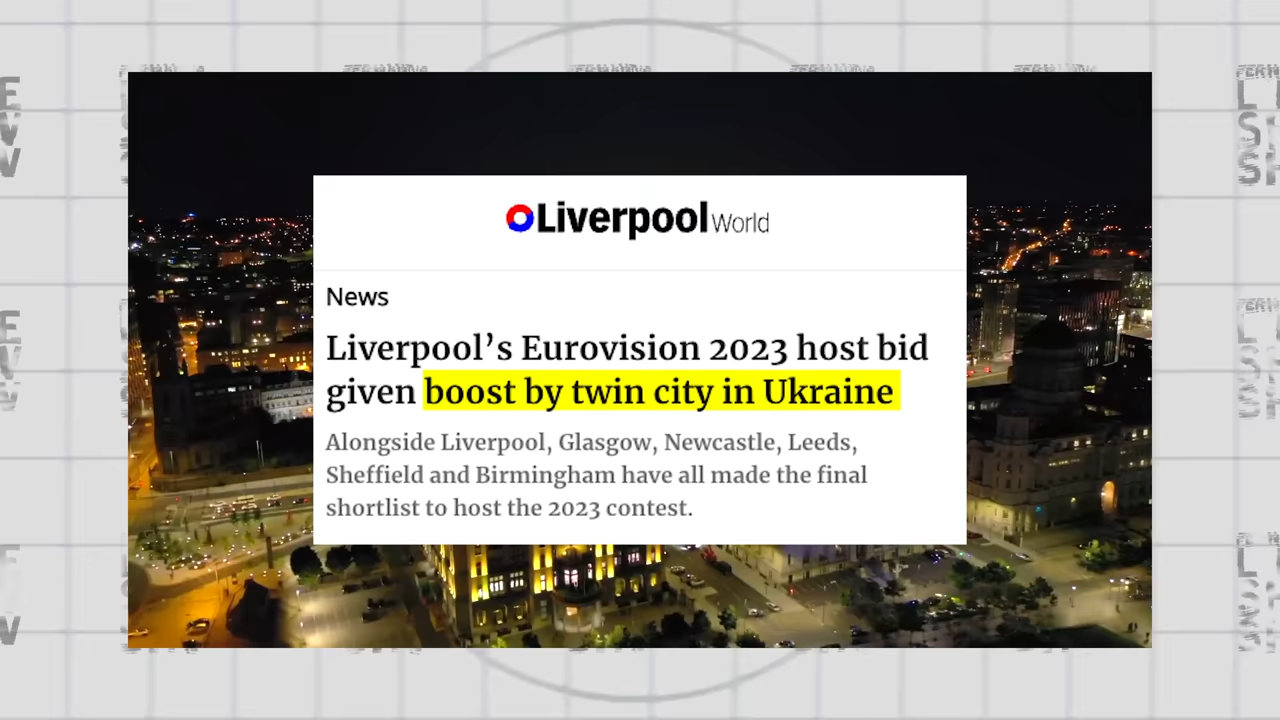 Liverpool World
News
Liverpool’s Eurovision 2023 host bid
given boost by twin city in Ukraine
Alongside Liverpool, Glasgow, Newcastle, Leeds,
Sheffield and Birmingham have all made the final
shortlist to host the 2023 contest.